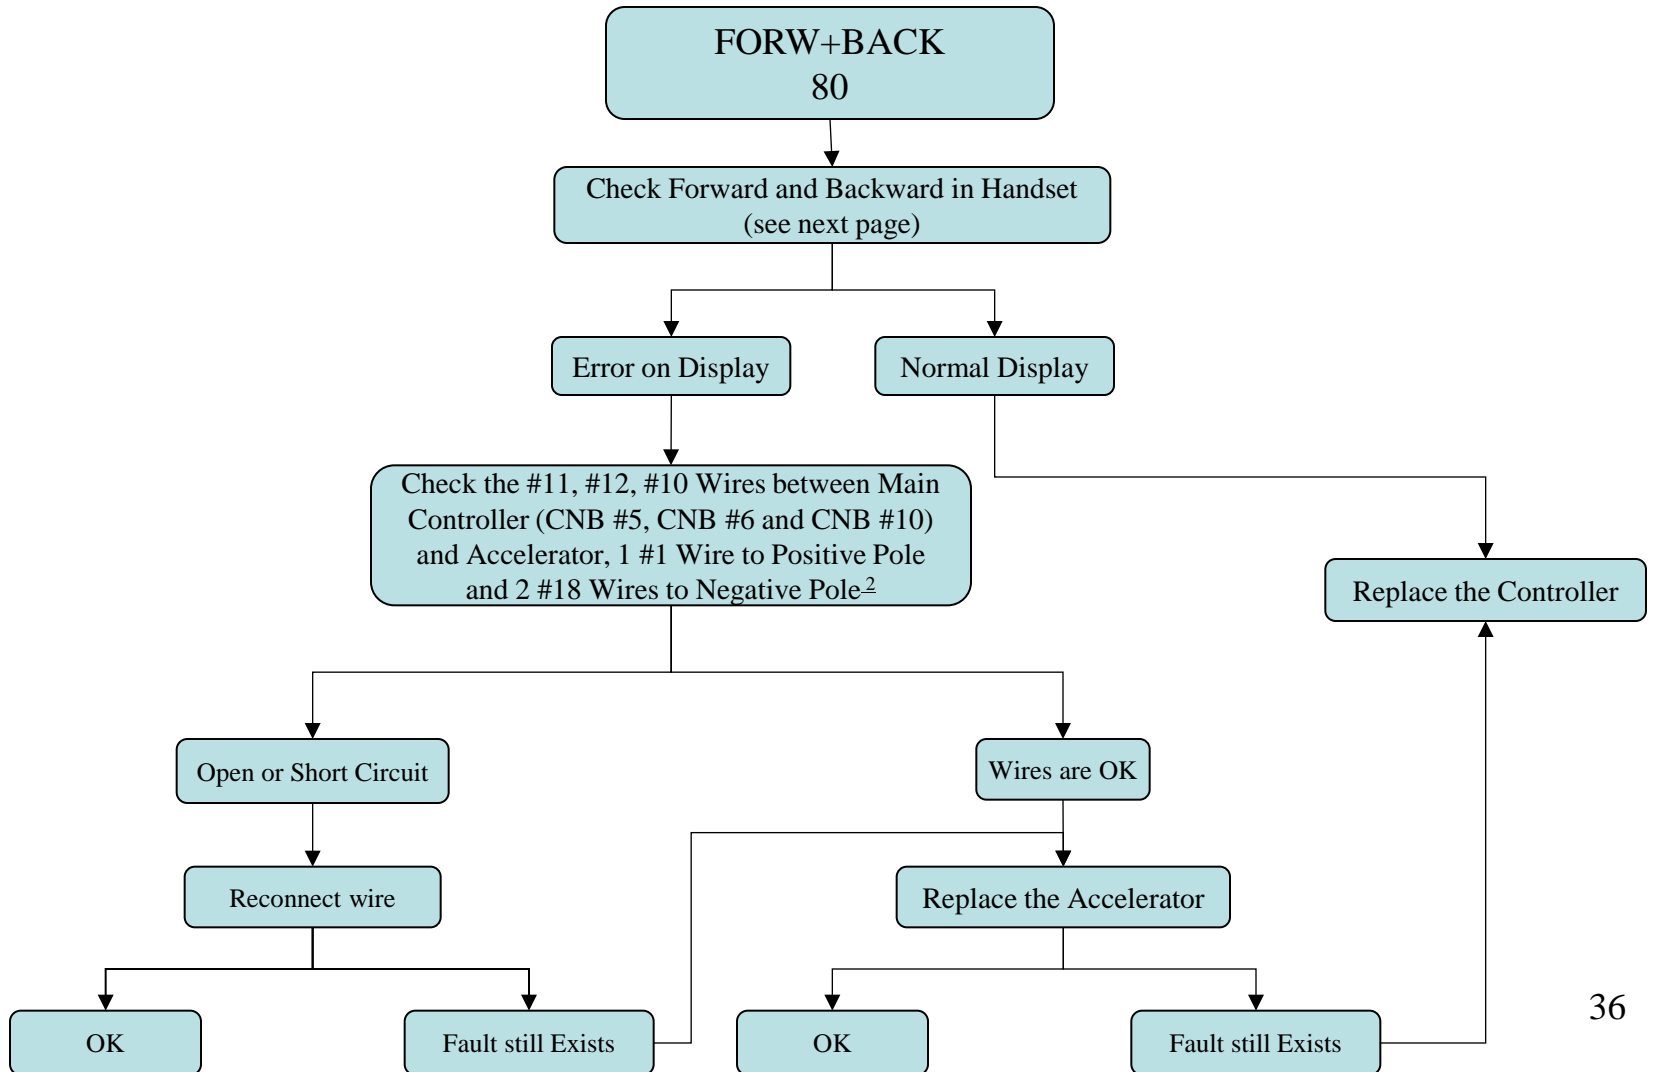 FORW+BACK
80
Check Forward and Backward in Handset
(see next page)
Error on Display
Normal Display
Check the #11, #12, #10 Wires between Main
Controller (CNB #5, CNB #6 and CNB #10)
and Accelerator, 1 #1 Wire to Positive Pole
and 2 #18 Wires to Negative Pole 2
Replace the Controller
Open or Short Circuit
Wires are OK
Reconnect wire
Replace the Accelerator
OK
Fault still Exists
OK
Fault still Exists
36